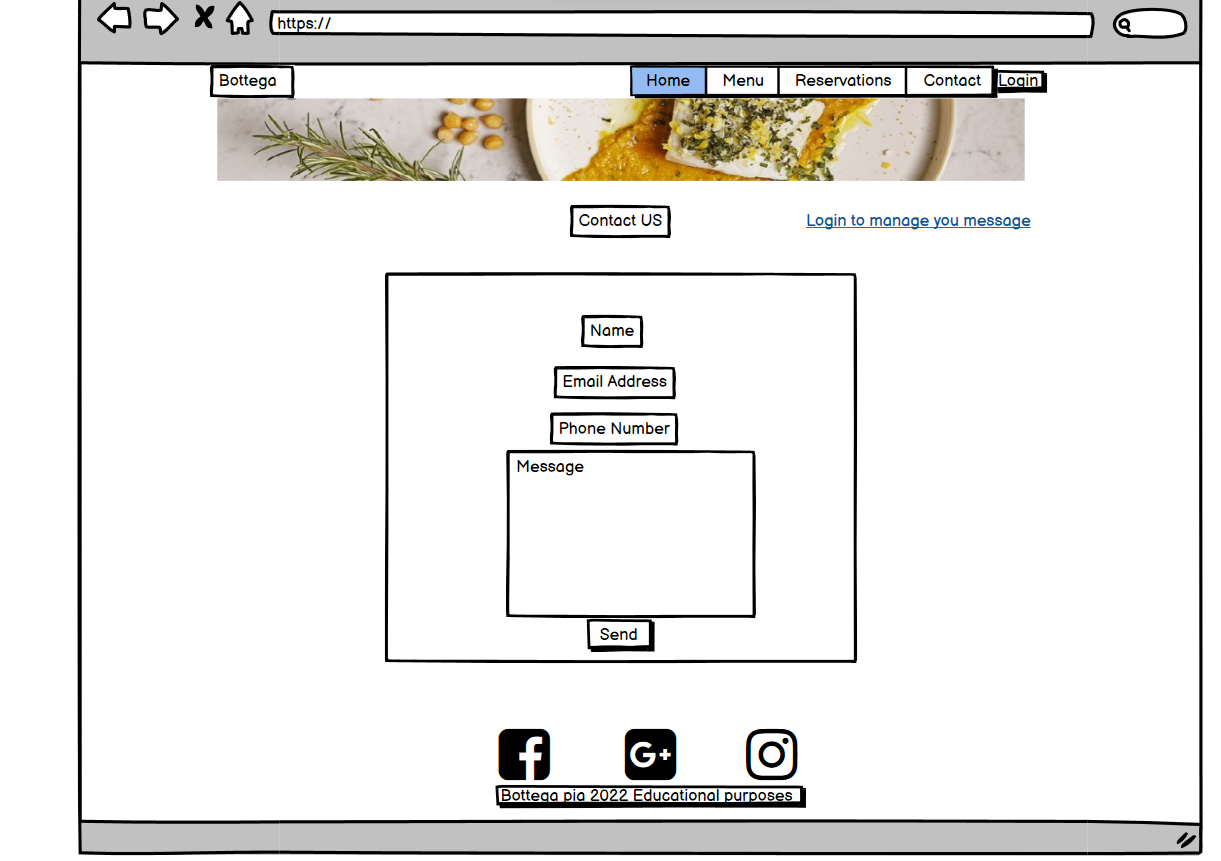 https://
Bottega
Home Menu Reservations Contact Login
Contact US
Login to manage you message
Name
Email Address
Phone Number
Message
Send
f G+
Bottega pia 2022 Educational purposes